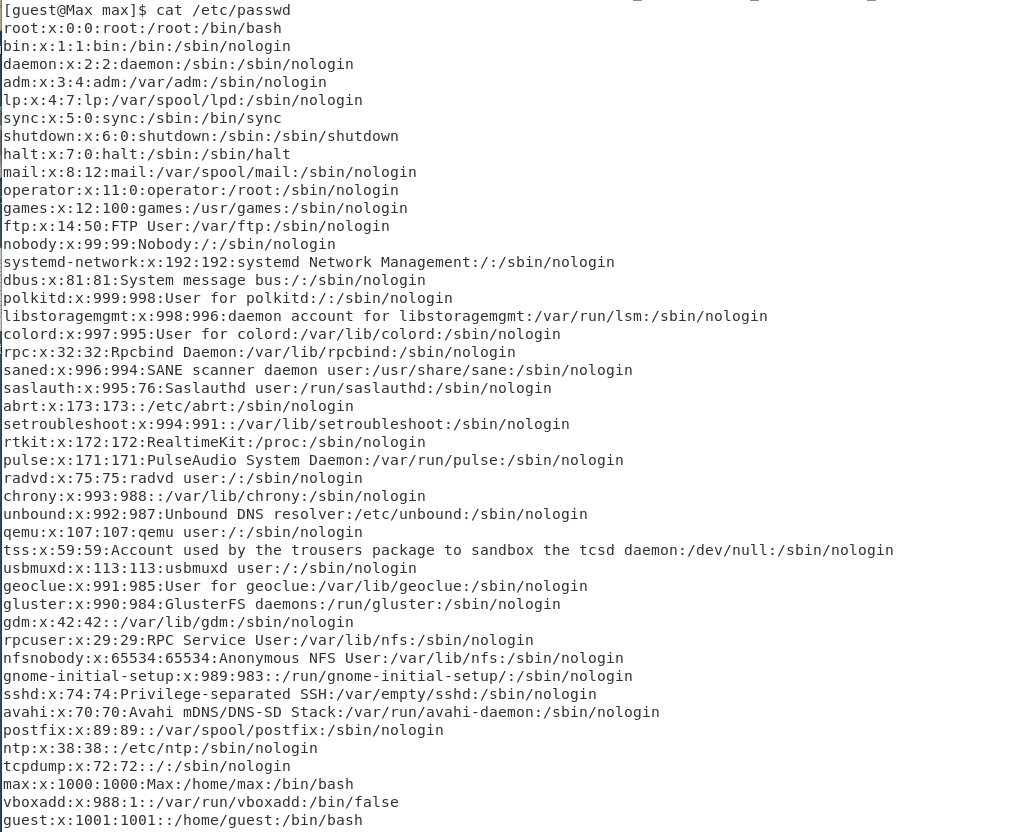 [guest@Max max]$ cat /etc/passwd
root:x:0:0:root:/root:/bin/bash
bin:x:1:1:bin:/bin:/sbin/nologin
daemon:x:2:2:daemon:/sbin:/sbin/nologin
adm:x:3:4:adm:/var/adm:/sbin/nologin
lp:x:4:7:lp:/var/spool/lpd:/sbin/nologin
sync:x:5:0:sync:/sbin:/bin/sync
shutdown:x:6:0:shutdown:/sbin:/sbin/shutdown
halt:x:7:0:halt:/sbin:/sbin/halt
mail:x:8:12:mail:/var/spool/mail:/sbin/nologin
operator:x:11:0:operator:/root:/sbin/nologin
games:x:12:100:games:/usr/games:/sbin/nologin
ftp:x:14:50:FTP User:/var/ftp:/sbin/nologin
nobody:x:99:99:Nobody:/:/sbin/nologin
systemd-network:x:192:192:systemd Network Management:/:/sbin/nologin
dbus:x:81:81:System message bus:/:/sbin/nologin
polkitd:x:999:998:User for polkitd:/:/sbin/nologin
libstoragemgmt:x:998:996:daemon account for libstoragemgmt:/var/run/lsm:/sbin/nologin
colord:x:997:995:User for colord:/var/lib/colord:/sbin/nologin
rpc:x:32:32:Rpcbind Daemon:/var/lib/rpcbind:/sbin/nologin
saned:x:996:994:SANE scanner daemon user:/usr/share/sane:/sbin/nologin
saslauth:x:995:76:Saslauthd user:/run/saslauthd:/sbin/nologin
abrt:x:173:173::/etc/abrt:/sbin/nologin
setroubleshoot:x:994:991::/var/lib/setroubleshoot:/sbin/nologin
rtkit:x:172:172:RealtimeKit:/proc:/sbin/nologin
pulse:x:171:171:PulseAudio System Daemon:/var/run/pulse:/sbin/nologin
radvd:x:75:75:radvd user:/:/sbin/nologin
chrony:x:993:988::/var/lib/chrony:/sbin/nologin
unbound:x:992:987:Unbound DNS resolver:/etc/unbound:/sbin/nologin
qemu:x:107:107:qemu user:/:/sbin/nologin
tss:x:59:59:Account used by the trousers package to sandbox the tcsd daemon:/dev/null:/sbin/nologin
usbmuxd:x:113:113:usbmuxd user:/:/sbin/nologin
geoclue:x:991:985:User for geoclue:/var/lib/geoclue:/sbin/nologin
gluster:x:990:984:GlusterFS daemons:/run/gluster:/sbin/nologin
gdm:x:42:42::/var/lib/gdm:/sbin/nologin
rpcuser:x:29:29:RPC Service User:/var/lib/nfs:/sbin/nologin
nfsnobody:x:65534:65534:Anonymous NFS User:/var/lib/nfs:/sbin/nologin
gnome-initial-setup:x:989:983::/run/gnome-initial-setup/:/sbin/nologin
sshd:x:74:74:Privilege-separated SSH:/var/empty/sshd:/sbin/nologin
avahi:x:70:70:Avahi mDNS/DNS-SD Stack:/var/run/avahi-daemon:/sbin/nologin
postfix:x:89:89::/var/spool/postfix:/sbin/nologin
ntp:x:38:38::/etc/ntp:/sbin/nologin
tcpdump:x:72:72::/:/sbin/nologin
max:x:1000:1000:Max:/home/max:/bin/bash
vboxadd:x:988:1::/var/run/vboxadd:/bin/false
guest:x:1001:1001::/home/guest:/bin/bash